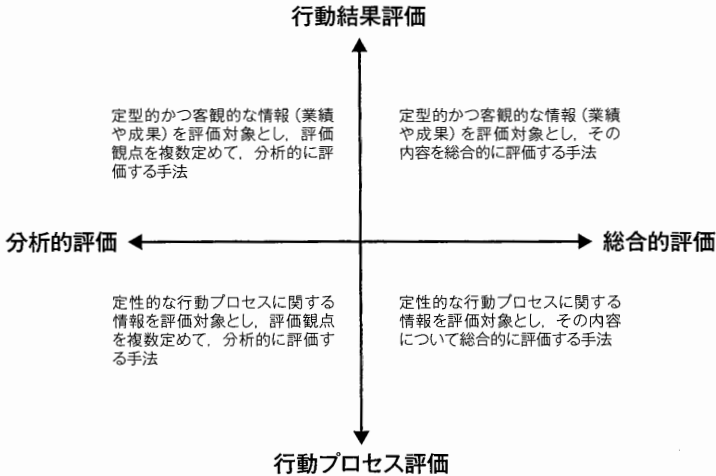 行動結果評価
定型的かつ客観的な情報（業績
や成果）を評価対象とし，評価
観点を複数定めて，分析的に評
価する手法
定型的かつ客観的な情報（業績
や成果）を評価対象とし，その
内容を総合的に評価する手法
分析的評価
総合的評価
定性的な行動プロセスに関する
情報を評価対象とし，評価観点
を複数定めて，分析的に評価す
る手法
定性的な行動プロセスに関する
情報を評価対象とし，その内容
について総合的に評価する手法
行動プロセス評価